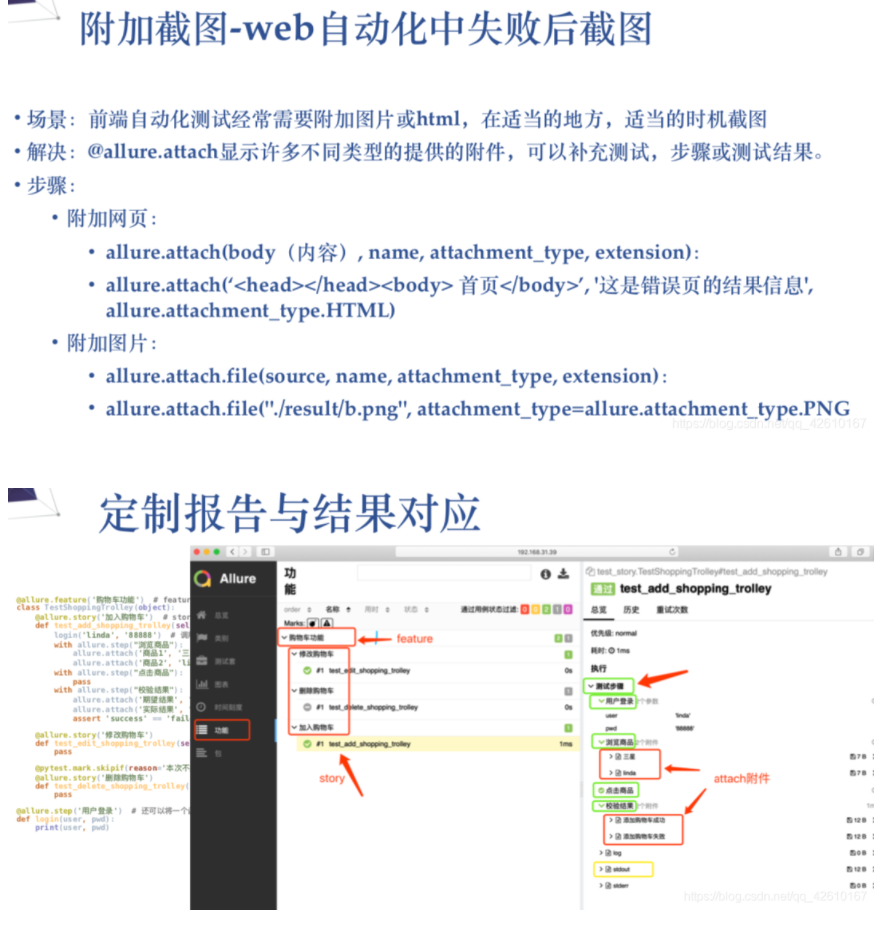 附加截图-web自动化中失败后截图
• 场景：前端自动化测试经常需要附加图片或html，在适当的地方，适当的时机截图
• 解决：@allure.attach显示许多不同类型的提供的附件，可以补充测试，步骤或测试结果。
• 步骤：
• 附加网页：
• allure.attach(body（内容）, name, attachment_type, extension)：
• allure.attach(‘<head></head><body> 首页</body>’, '这是错误页的结果信息',
allure.attachment_type.HTML)
• 附加图片：
• allure.attach.file(source, name, attachment_type, extension)：
• allure.attach.file("./result/b.png", attachment_type=allure.attachment_type.PNG
https://blog.csdn.net/qq_42610167
定制报告与结果对应
@allure.feature('购物车功能') # featur
class TestShoppingTrolley(object):
@allure.story('加入购物车') # stor
def test_add_shopping_trolley(sel
login('linda', '88888') # 调
with allure.step("浏览商品"):
allure.attach('商品1', '三
allure.attach('商品2', 'li
with allure.step("点击商品"):
pass
with allure.step("校验结果"):
allure.attach('期望结果',
allure.attach('实际结果',
assert 'success' == 'fail
@allure.story('修改购物车')
def test_edit_shopping_trolley(se
pass
@pytest.mark.skipif(reason='本次不
@allure.story('删除购物车')
def test_delete_shopping_trolley(
pass
@allure.step('用户登录') # 还可以将一个
def login(user, pwd):
print(user, pwd)
192.168.31.39
Allure
总览
类别
测试套
图表
时间刻度
功能
包
功
能
order 名称 用时 状态 通过用例状态过滤: 0 0 2 1 0
Marks:
购物车功能
feature
修改购物车
#1 test_edit_shopping_trolley 0s
删除购物车
#1 test_delete_shopping_trolley 0s
加入购物车
#1 test_add_shopping_trolley 1ms
story
test_story.TestShoppingTrolley#test_add_shopping_trolley
通过 test_add_shopping_trolley
总览 历史 重试次数
优先级: normal
耗时: 1ms
执行
测试步骤
用户登录 个参数
user 'linda'
pwd '88888'
浏览商品 个附件
三星 7 B
linda 7 B
attach附件
点击商品
校验结果 个附件
添加购物车成功 12 B
添加购物车失败 12 B
log 0 B
stdout 12 B
stderr 0 B
https://blog.csdn.net/qq_42610167